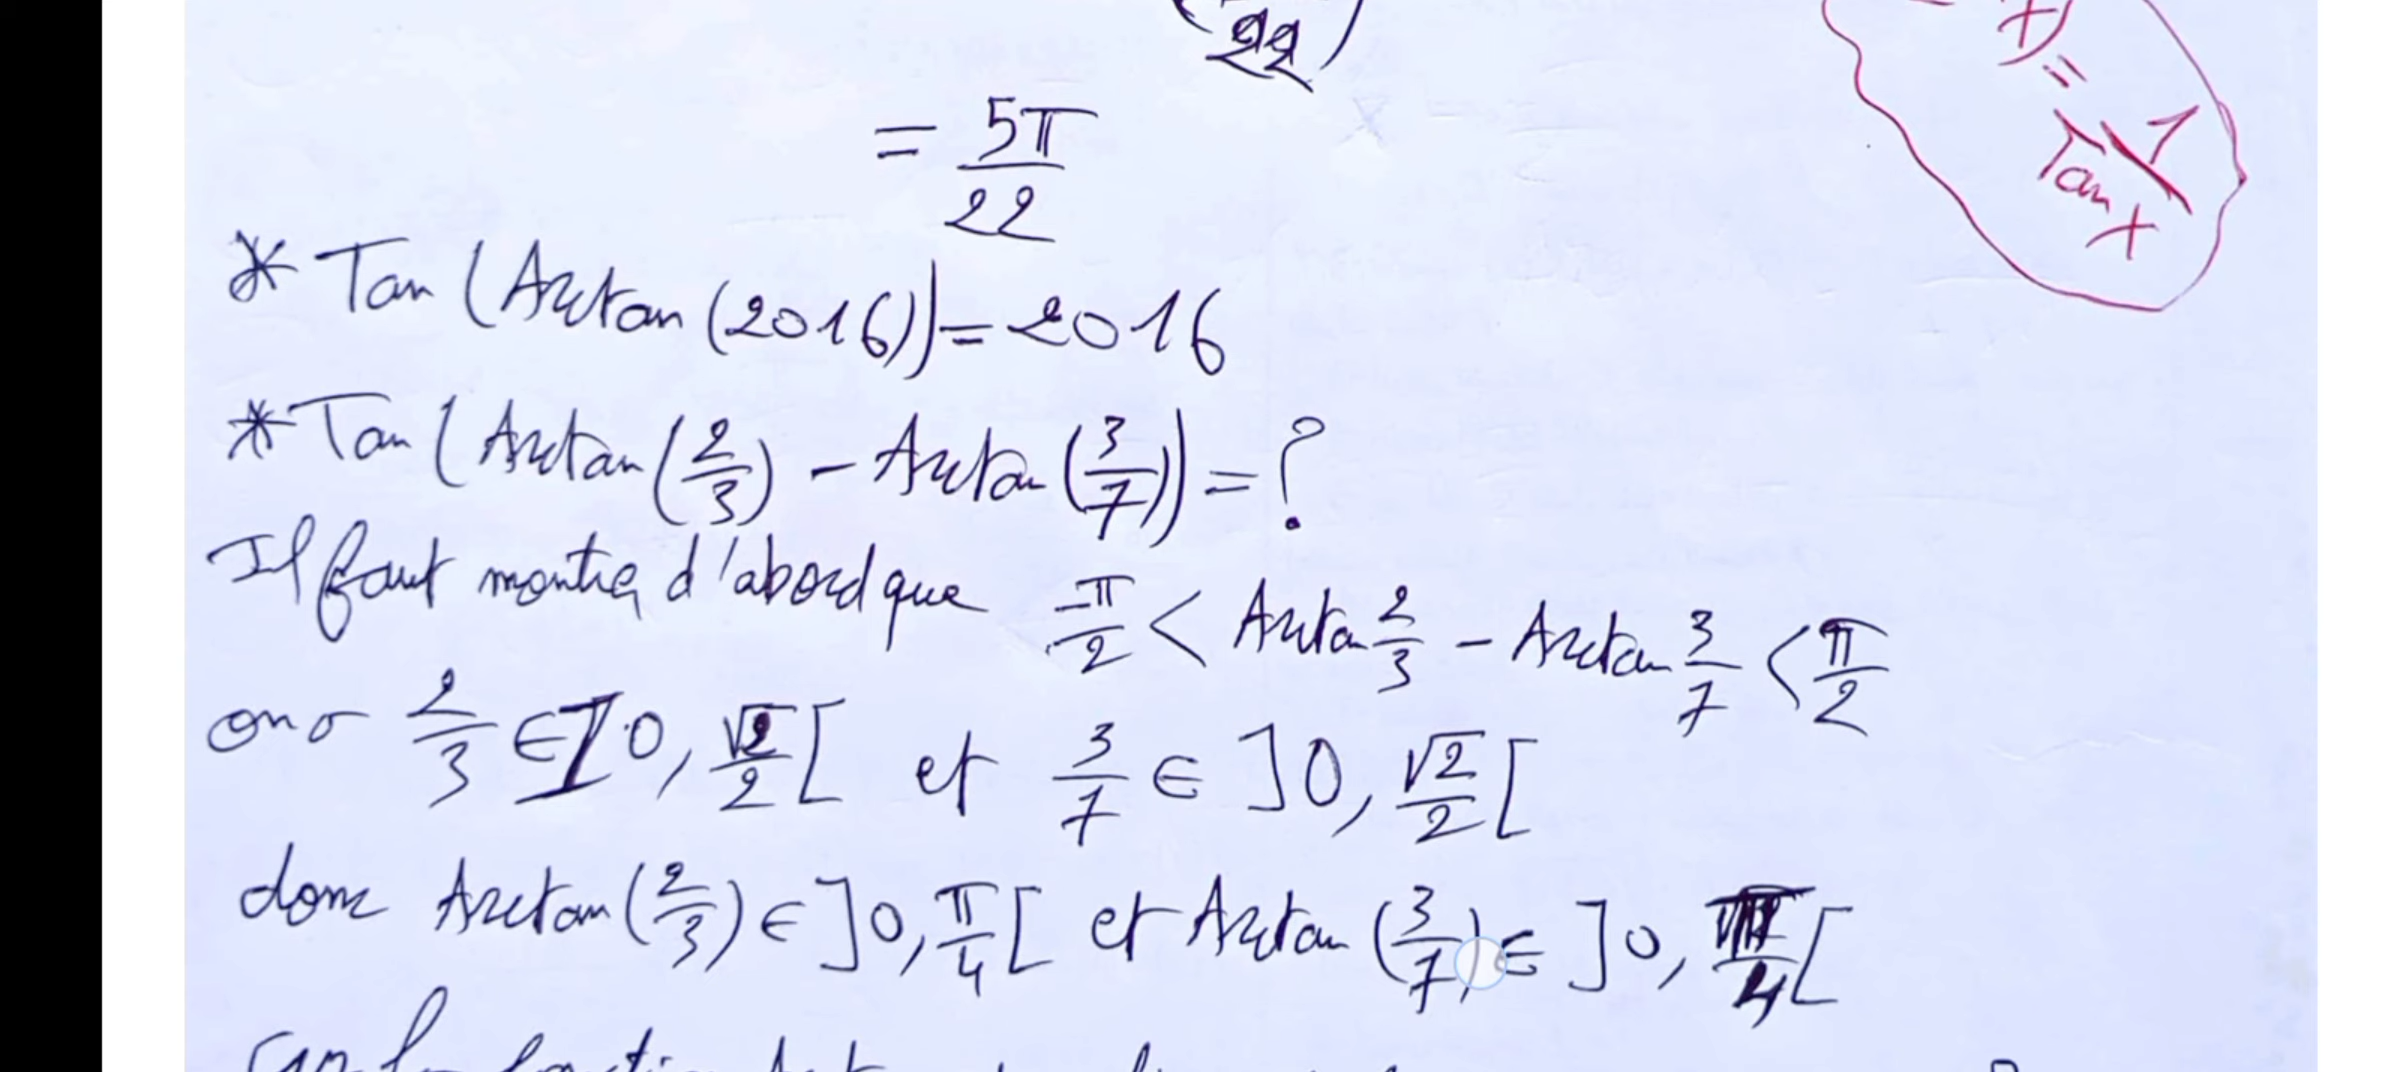 22)
= 5π/22
x) = 1/Tan x
* Tan (Arctan (2016)) = 2016
* Tan (Arctan (2/3) - Arctan (3/7)) = ?
Il faut montrer d'abord que -π/2 < Arctan 2/3 - Arctan 3/7 < π/2
on a 2/3 ∈ ]0, √2/2[ et 3/7 ∈ ]0, √2/2[
donc Arctan (2/3) ∈ ]0, π/4[ et Arctan (3/7) ∈ ]0, π/4[